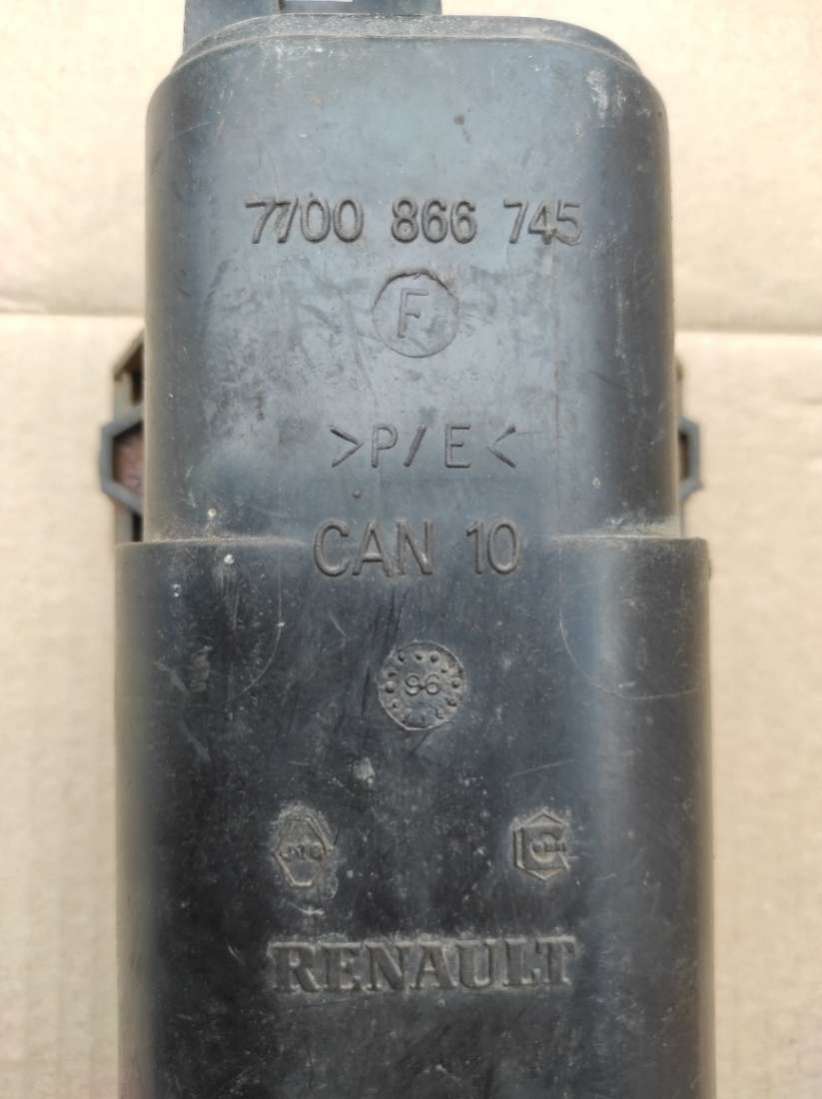 7700 866 745
F
>P/E<
CAN 10
96
RENAULT